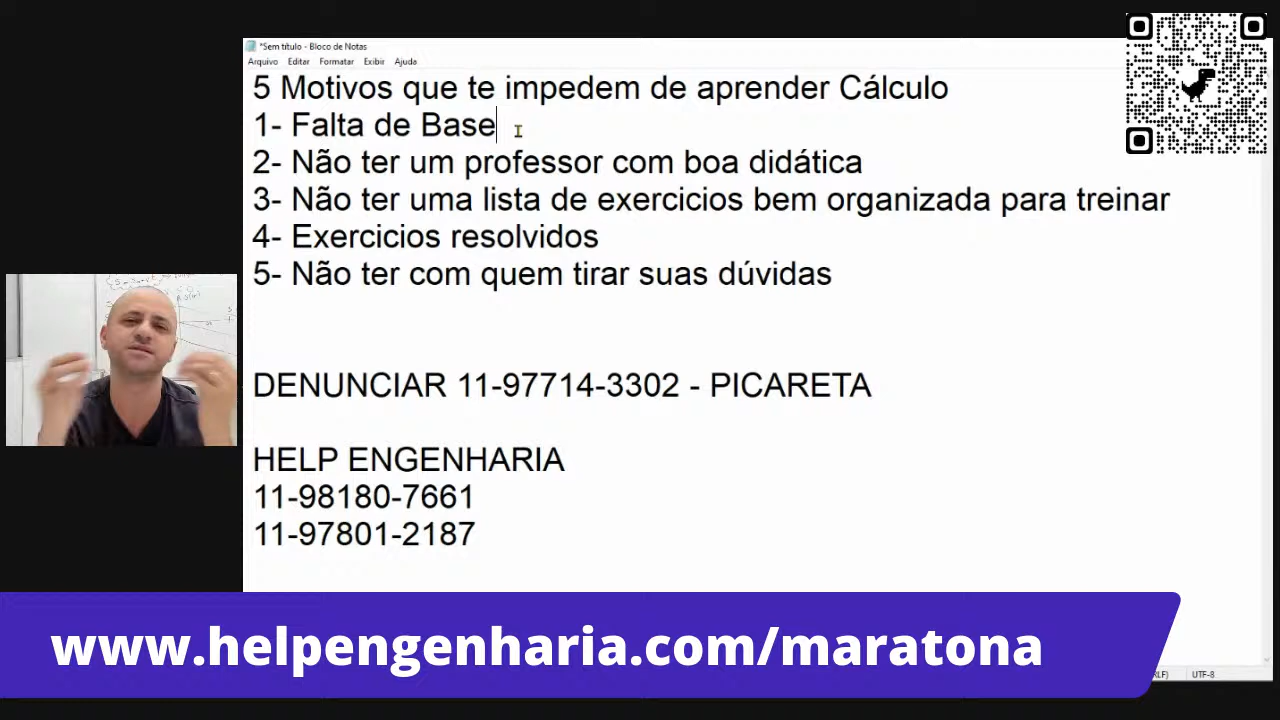 *Sem título - Bloco de Notas
Arquivo Editar Formatar Exibir Ajuda
5 Motivos que te impedem de aprender Cálculo
1- Falta de Base
2- Não ter um professor com boa didática
3- Não ter uma lista de exercicios bem organizada para treinar
4- Exercicios resolvidos
5- Não ter com quem tirar suas dúvidas
DENUNCIAR 11-97714-3302 - PICARETA
HELP ENGENHARIA
11-98180-7661
11-97801-2187
www.helpengenharia.com/maratona
UTF-8